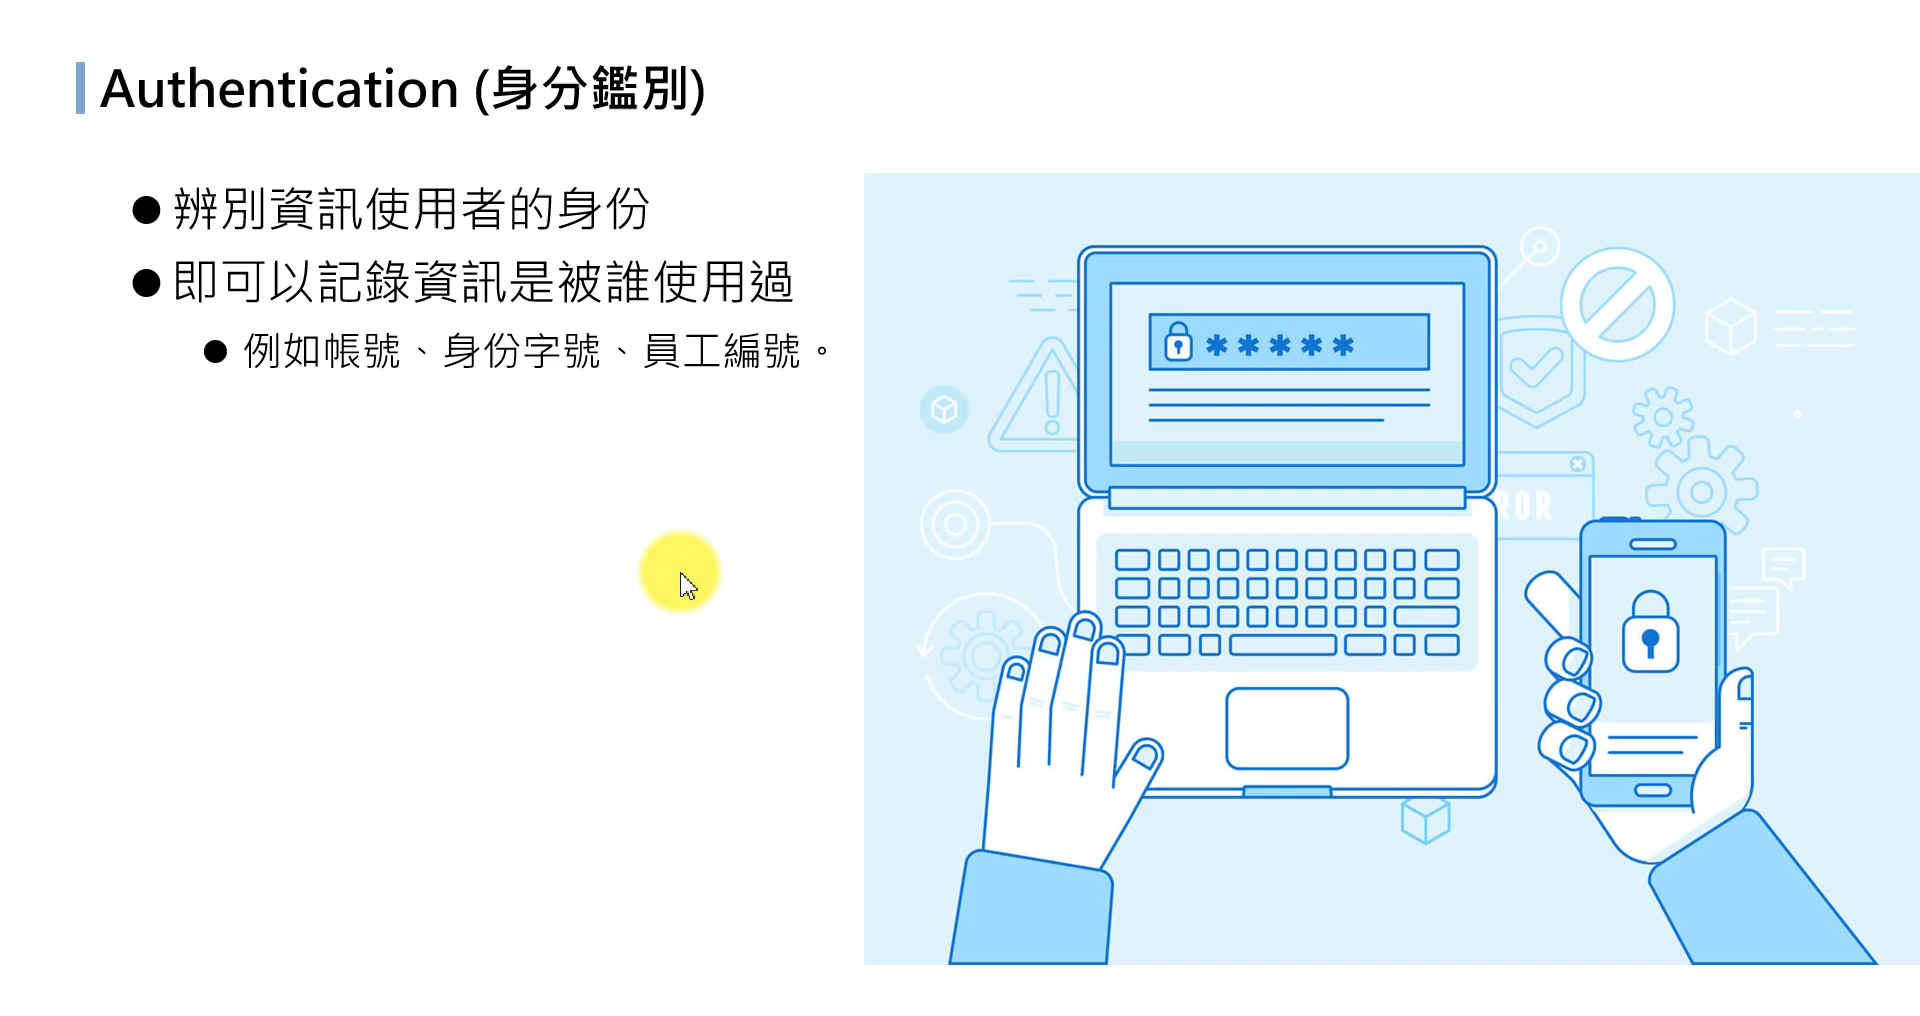 Authentication (身分鑑別)
辨別資訊使用者的身份
即可以記錄資訊是被誰使用過
例如帳號、身份字號、員工編號。
*****
ROR